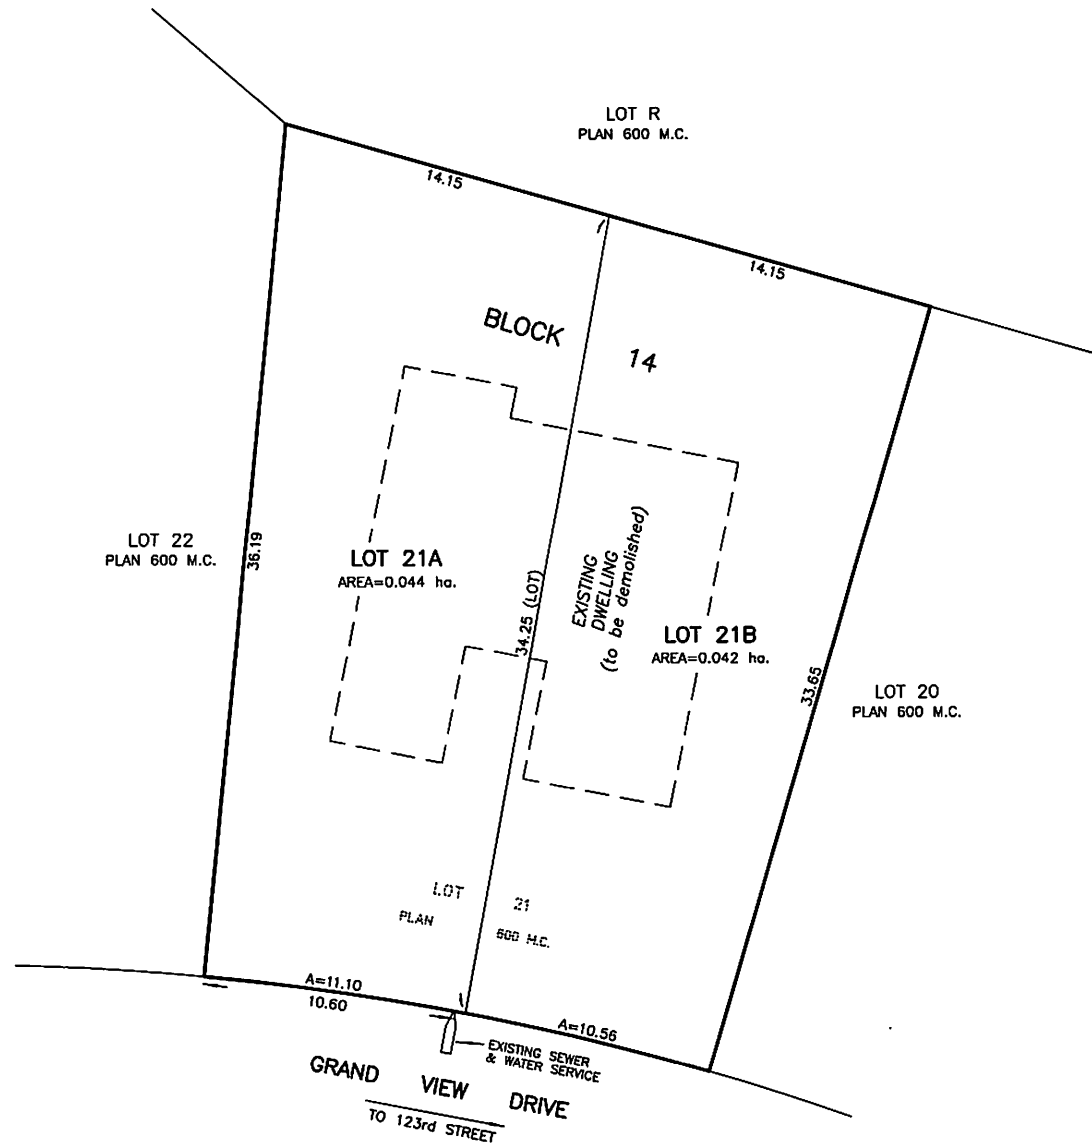 LOT R
PLAN 600 M.C.
14.15
14.15
BLOCK
14
LOT 22
PLAN 600 M.C.
36.19
LOT 21A
AREA=0.044 ha.
34.25 (LOT)
EXISTING
DWELLING
(to be demolished)
LOT 21B
AREA=0.042 ha.
33.65
LOT 20
PLAN 600 M.C.
LOT 21
PLAN 600 M.C.
A=11.10
10.60
A=10.56
EXISTING SEWER
& WATER SERVICE
GRAND VIEW DRIVE
TO 123rd STREET